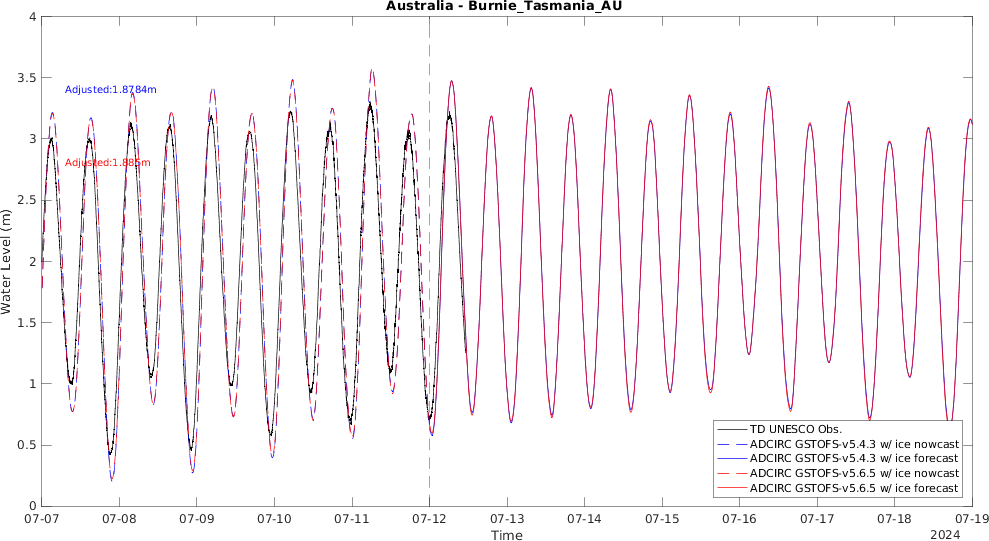 Australia - Burnie_Tasmania_AU
4
3.5
Adjusted:1.8784m
3
Adjusted:1.885m
2.5
Water Level (m)
2
1.5
1
0.5
0
TD UNESCO Obs.
ADCIRC GSTOFS-v5.4.3 w/ ice nowcast
ADCIRC GSTOFS-v5.4.3 w/ ice forecast
ADCIRC GSTOFS-v5.6.5 w/ ice nowcast
ADCIRC GSTOFS-v5.6.5 w/ ice forecast
07-07 07-08 07-09 07-10 07-11 07-12 07-13 07-14 07-15 07-16 07-17 07-18 07-19
Time
2024